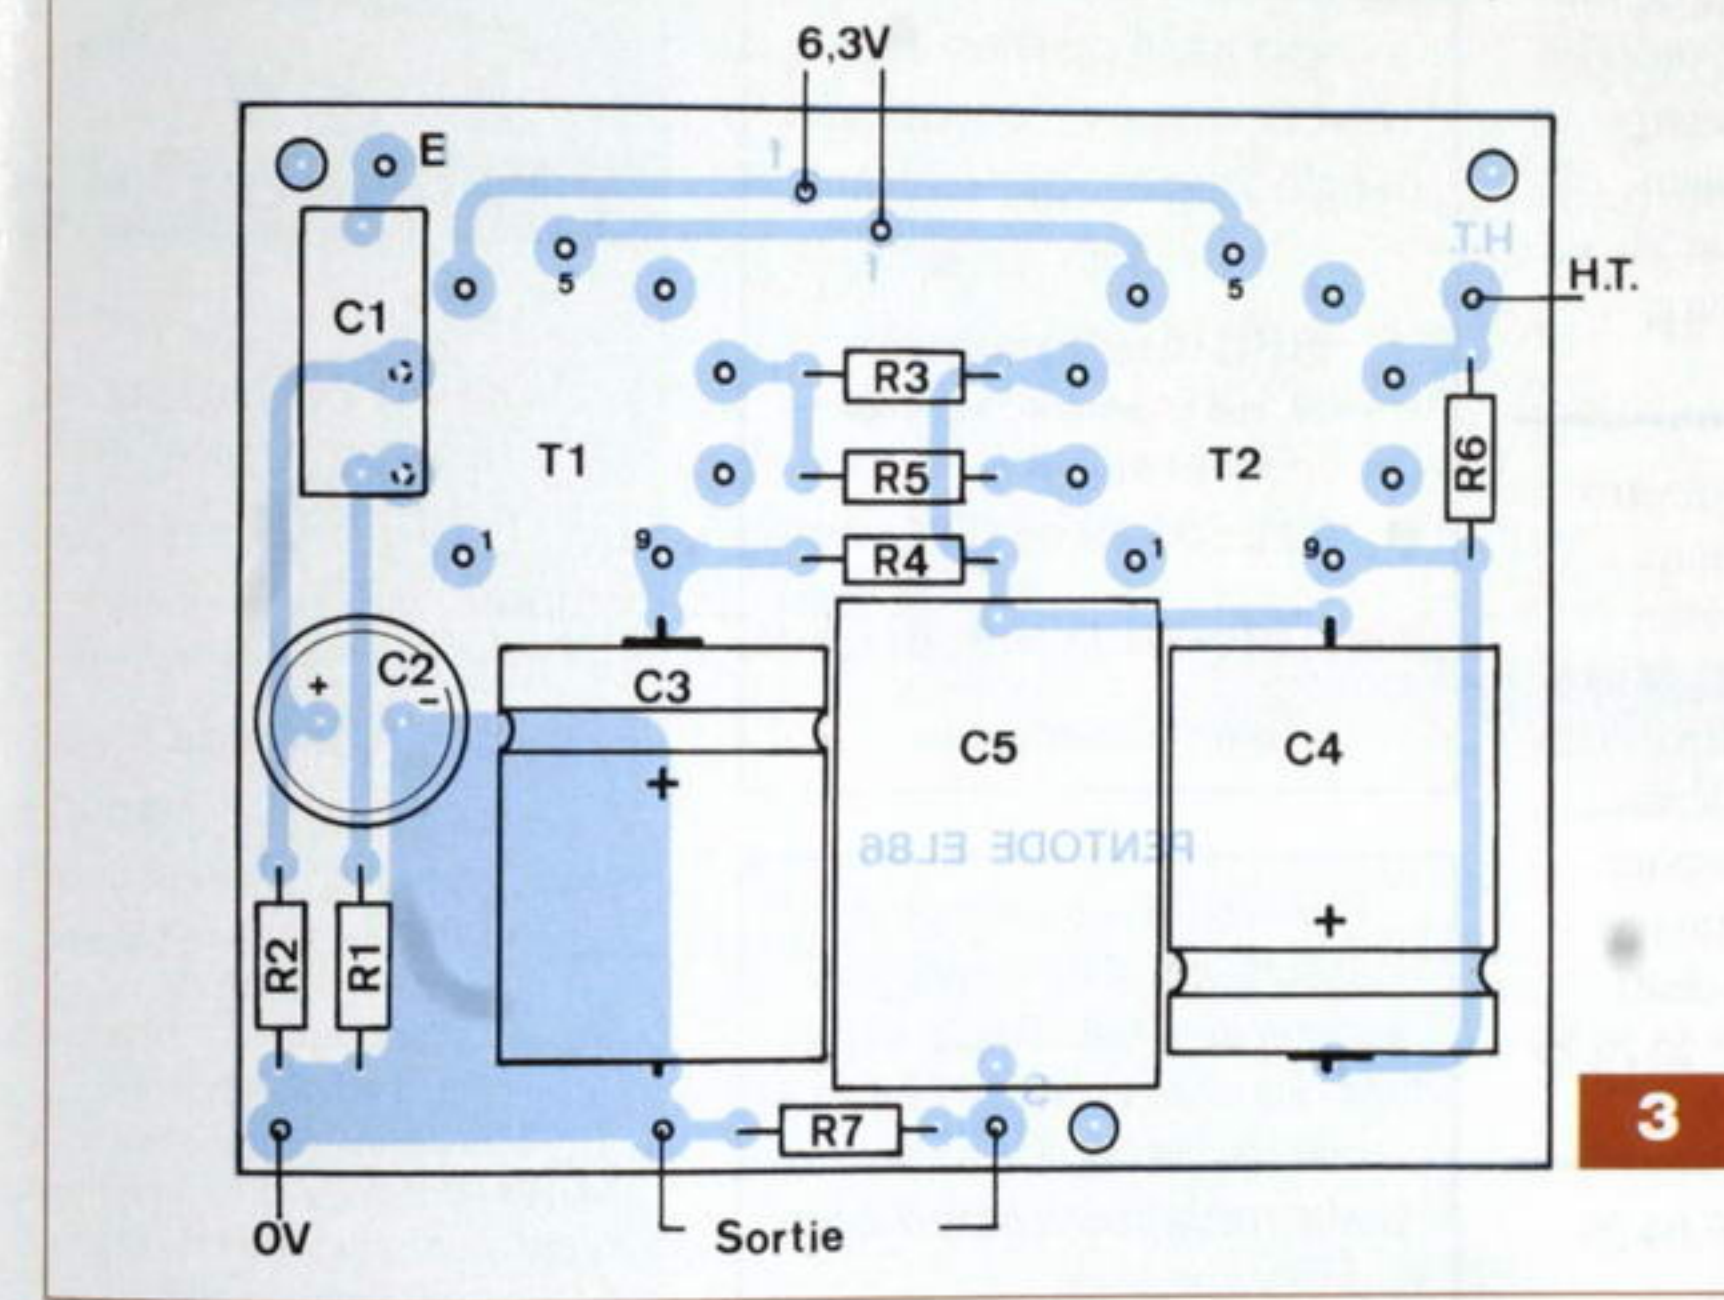 6,3V
E
1
H.T.
5
5
1
H.T.
C1
R3
T1
T2
R5
R6
1
9
R4
1
9
C2
+
-
C3
C5
C4
+
PENTODE EL86
+
R2
R1
S
R7
3
0V
Sortie